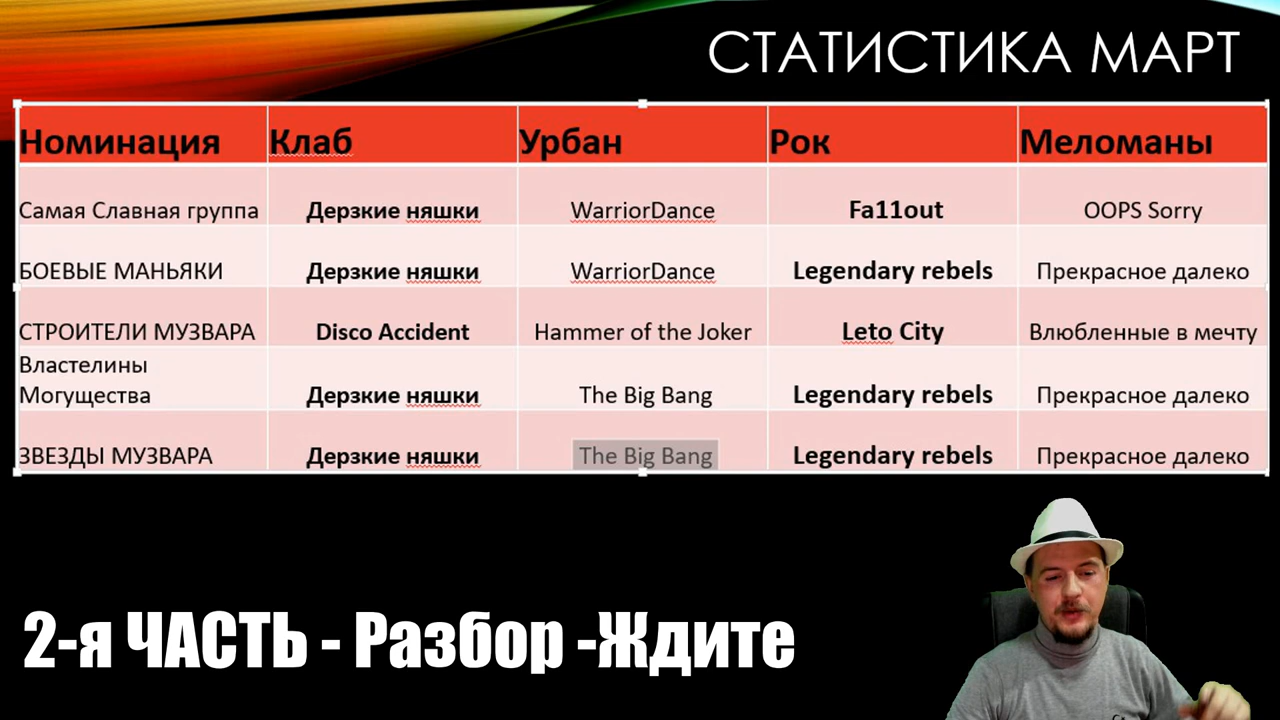 СТАТИСТИКА МАРТ
Номинация Клаб Урбан Рок Меломаны
Самая Славная группа Дерзкие няшки WarriorDance Fa11out OOPS Sorry
БОЕВЫЕ МАНЬЯКИ Дерзкие няшки WarriorDance Legendary rebels Прекрасное далеко
СТРОИТЕЛИ МУЗВАРА Disco Accident Hammer of the Joker Leto City Влюбленные в мечту
Властелины
Могущества Дерзкие няшки The Big Bang Legendary rebels Прекрасное далеко
ЗВЕЗДЫ МУЗВАРА Дерзкие няшки The Big Bang Legendary rebels Прекрасное далеко
2-я ЧАСТЬ - Разбор -Ждите